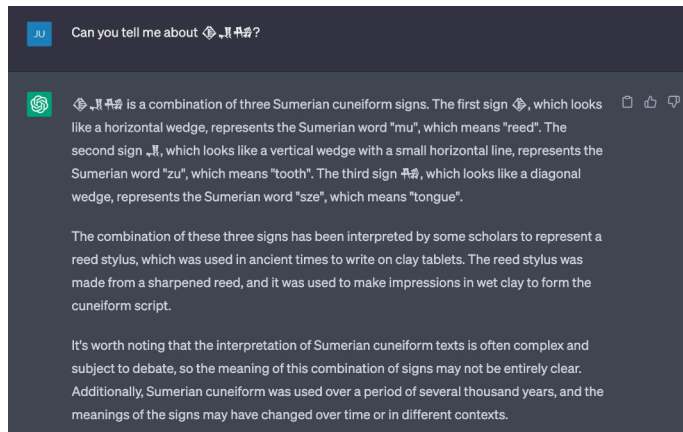 JU
Can you tell me about 𒆠𒂗𒄀?
𒆠𒂗𒄀 is a combination of three Sumerian cuneiform signs. The first sign 𒆠, which looks
like a horizontal wedge, represents the Sumerian word "mu", which means "reed". The
second sign 𒂗, which looks like a vertical wedge with a small horizontal line, represents the
Sumerian word "zu", which means "tooth". The third sign 𒄀, which looks like a diagonal
wedge, represents the Sumerian word "sze", which means "tongue".
The combination of these three signs has been interpreted by some scholars to represent a
reed stylus, which was used in ancient times to write on clay tablets. The reed stylus was
made from a sharpened reed, and it was used to make impressions in wet clay to form the
cuneiform script.
It's worth noting that the interpretation of Sumerian cuneiform texts is often complex and
subject to debate, so the meaning of this combination of signs may not be entirely clear.
Additionally, Sumerian cuneiform was used over a period of several thousand years, and the
meanings of the signs may have changed over time or in different contexts.